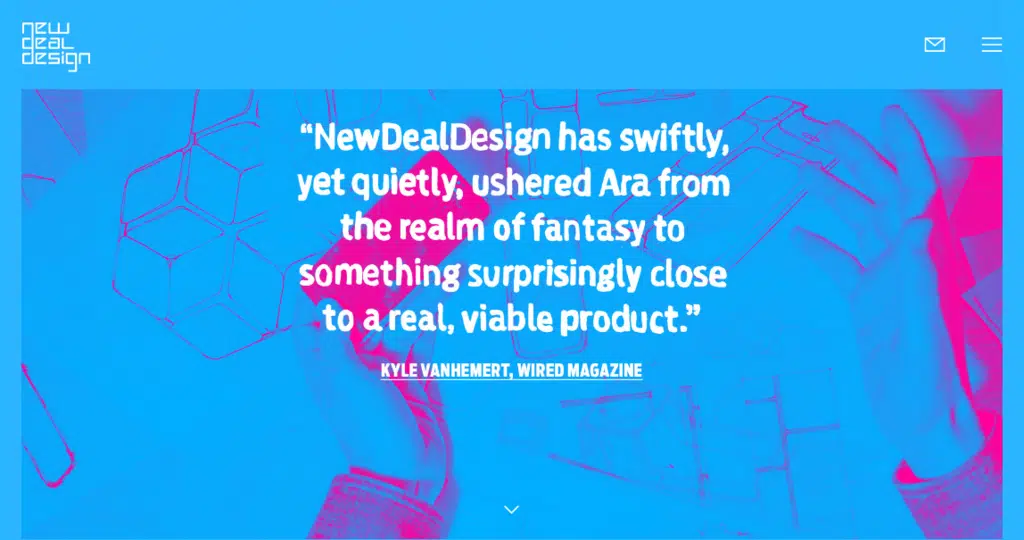 new
deal
design
“NewDealDesign has swiftly,
yet quietly, ushered Ara from
the realm of fantasy to
something surprisingly close
to a real, viable product.”
KYLE VANHEMERT, WIRED MAGAZINE